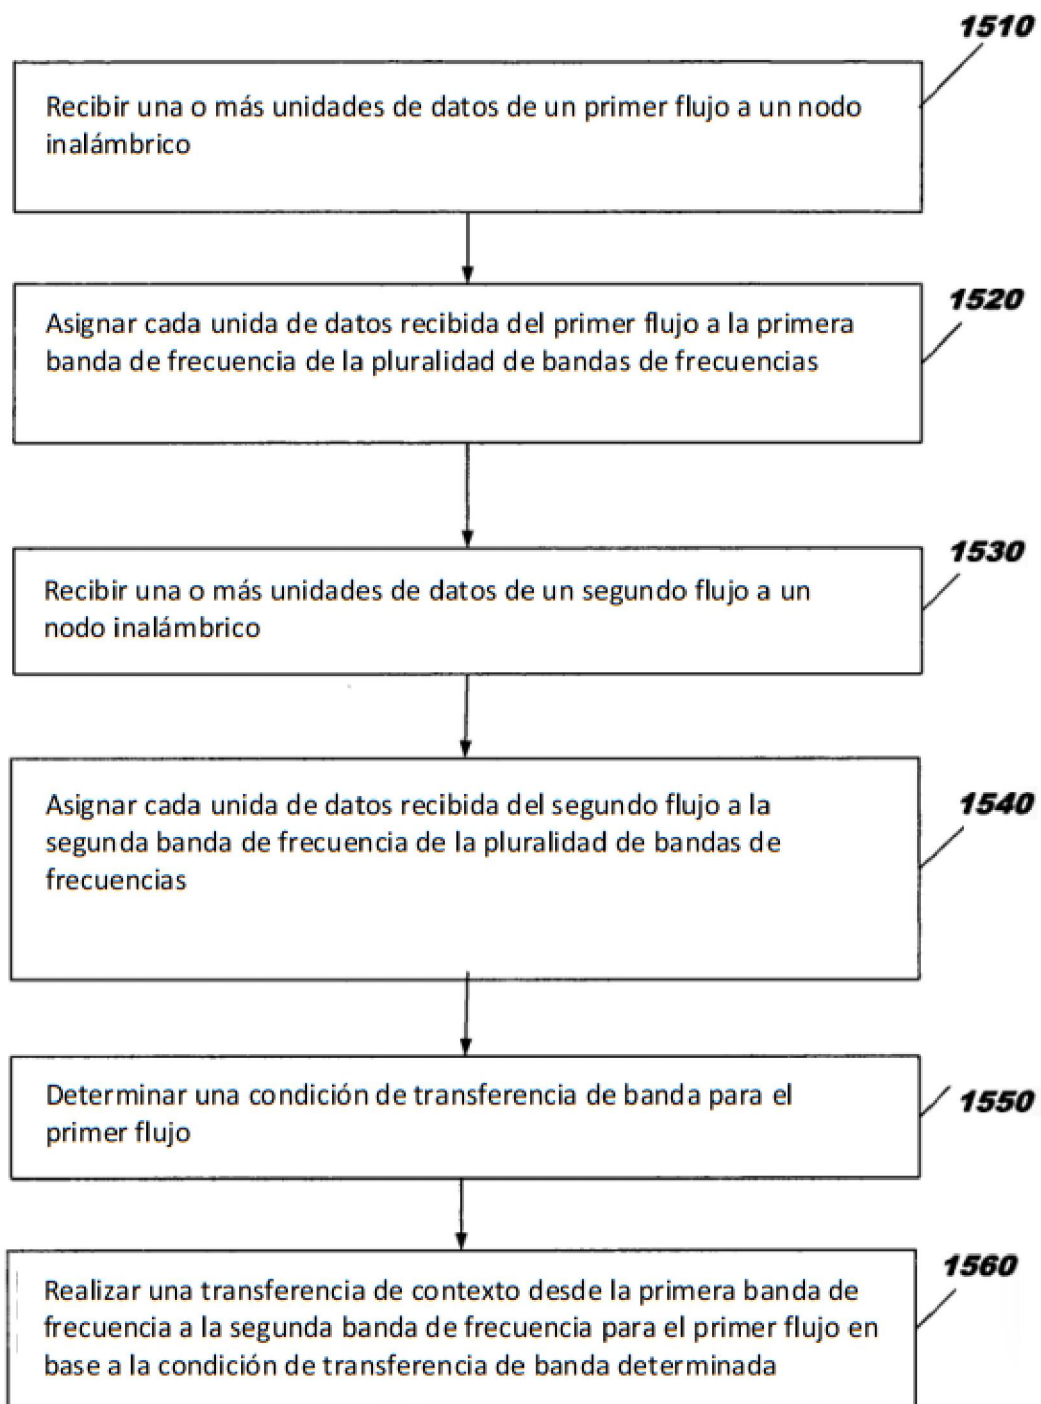 1510
Recibir una o más unidades de datos de un primer flujo a un nodo
inalámbrico
1520
Asignar cada unida de datos recibida del primer flujo a la primera
banda de frecuencia de la pluralidad de bandas de frecuencias
1530
Recibir una o más unidades de datos de un segundo flujo a un
nodo inalámbrico
1540
Asignar cada unida de datos recibida del segundo flujo a la
segunda banda de frecuencia de la pluralidad de bandas de
frecuencias
1550
Determinar una condición de transferencia de banda para el
primer flujo
1560
Realizar una transferencia de contexto desde la primera banda de
frecuencia a la segunda banda de frecuencia para el primer flujo en
base a la condición de transferencia de banda determinada